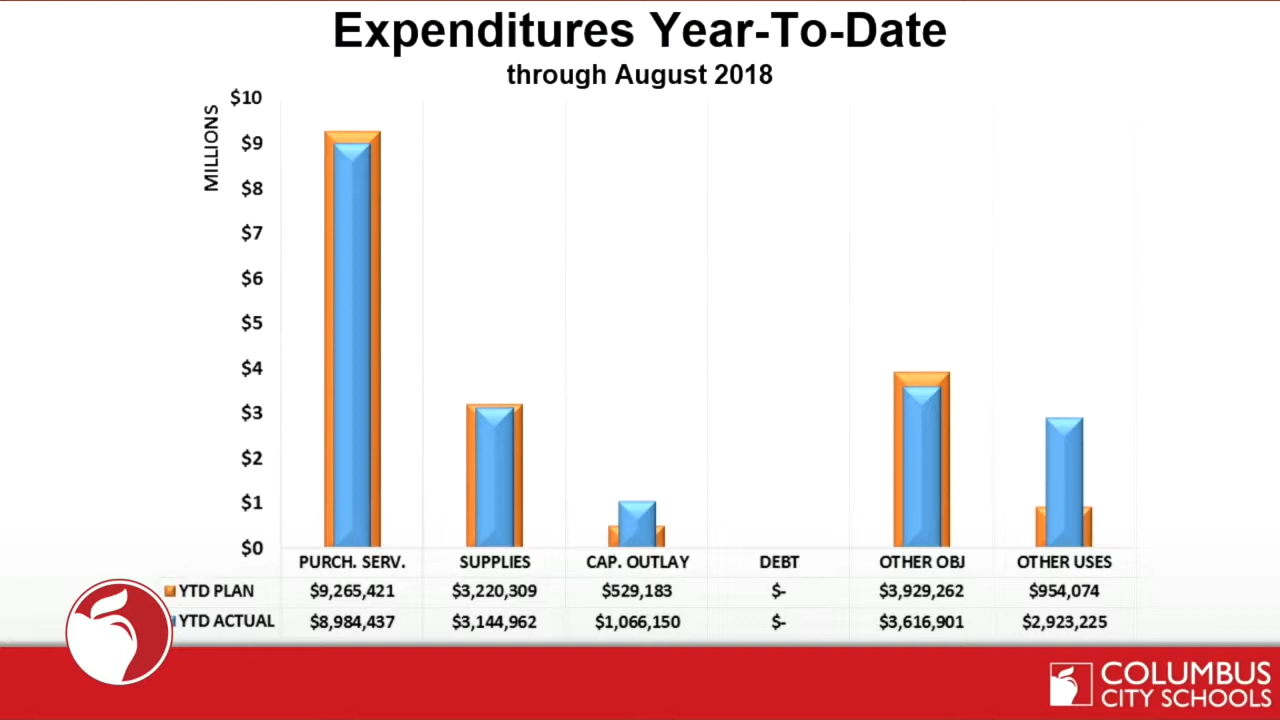 Expenditures Year-To-Date
through August 2018
MILLIONS
$10
$9
$8
$7
$6
$5
$4
$3
$2
$1
$0
PURCH. SERV. SUPPLIES CAP. OUTLAY DEBT OTHER OBJ OTHER USES
YTD PLAN $9,265,421 $3,220,309 $529,183 $- $3,929,262 $954,074
YTD ACTUAL $8,984,437 $3,144,962 $1,066,150 $- $3,616,901 $2,923,225
COLUMBUS
CITY SCHOOLS